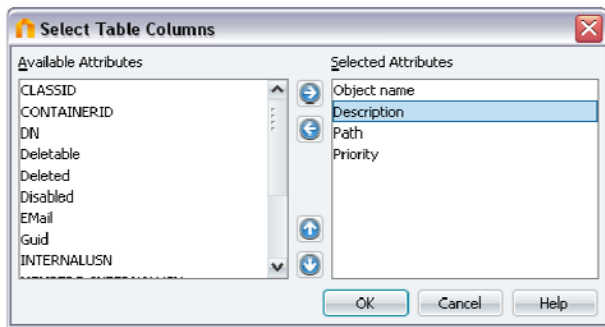 Select Table Columns
Available Attributes
CLASSID
CONTAINERID
DN
Deletable
Deleted
Disabled
EMail
Guid
INTERNALUSN
Selected Attributes
Object name
Description
Path
Priority
OK
Cancel
Help